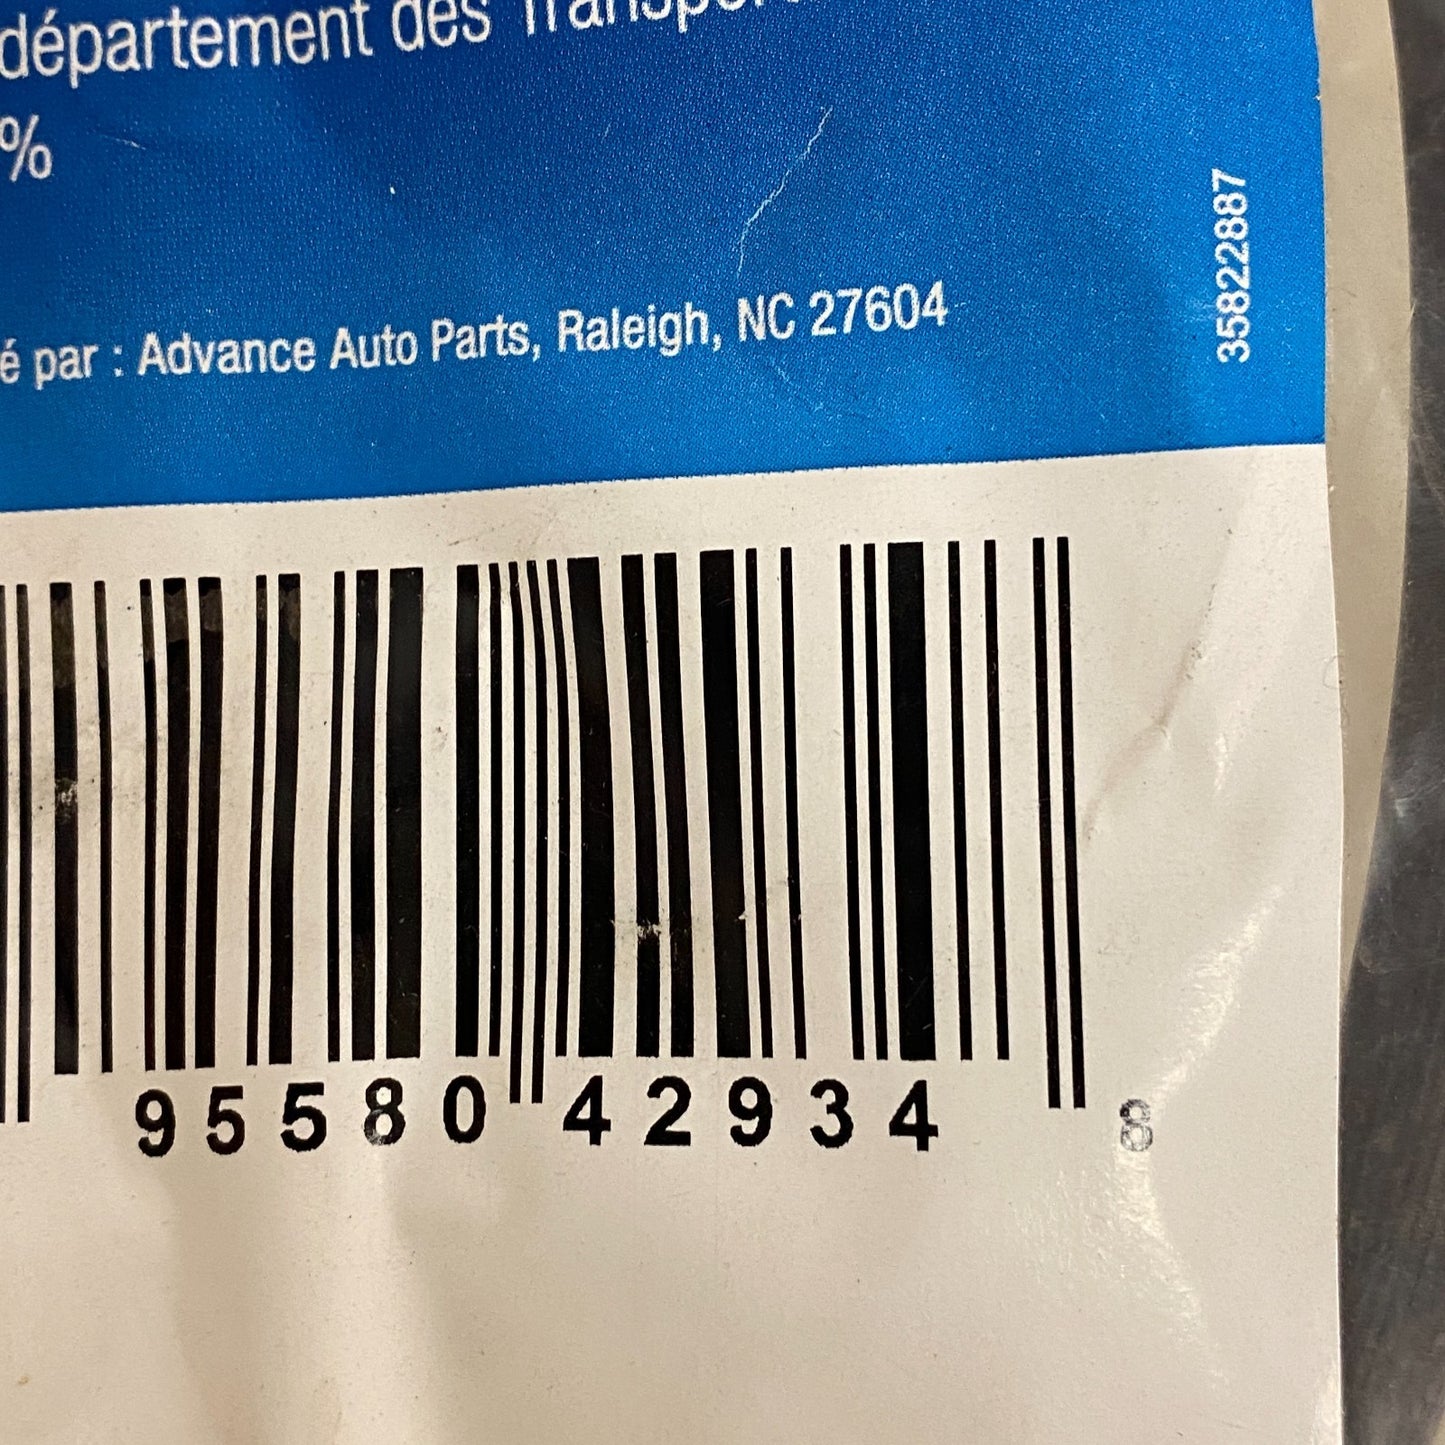 département des
%
é par : Advance Auto Parts, Raleigh, NC 27604
35822887
95580 42934 8